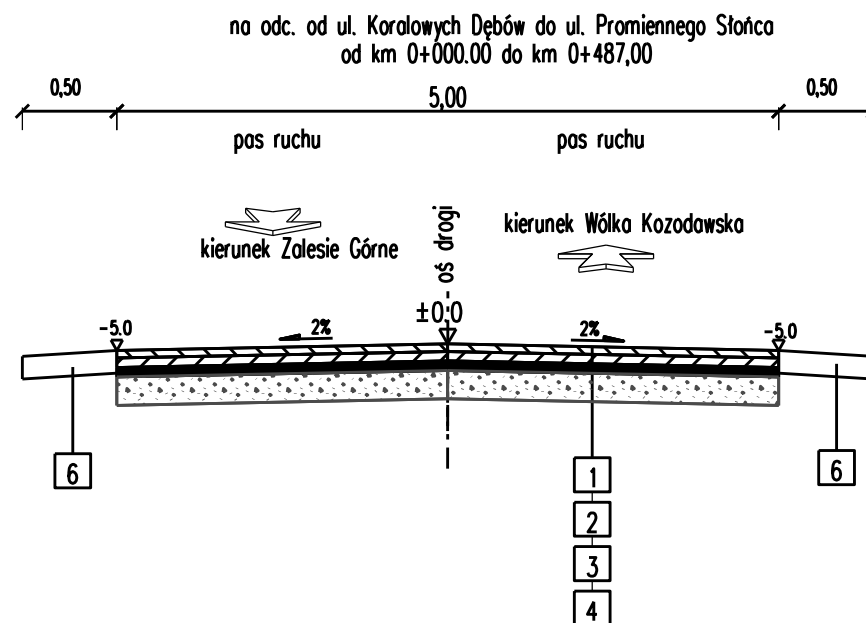 na odc. od ul. Koralowych Dębów do ul. Promiennego Słońca
od km 0+000.00 do km 0+487,00
0,50
5,00
0,50
pas ruchu
pas ruchu
kierunek Zalesie Górne
oś drogi
kierunek Wólka Kozodawska
-5.0
2%
±0.0
2%
-5.0
6
1
6
2
3
4